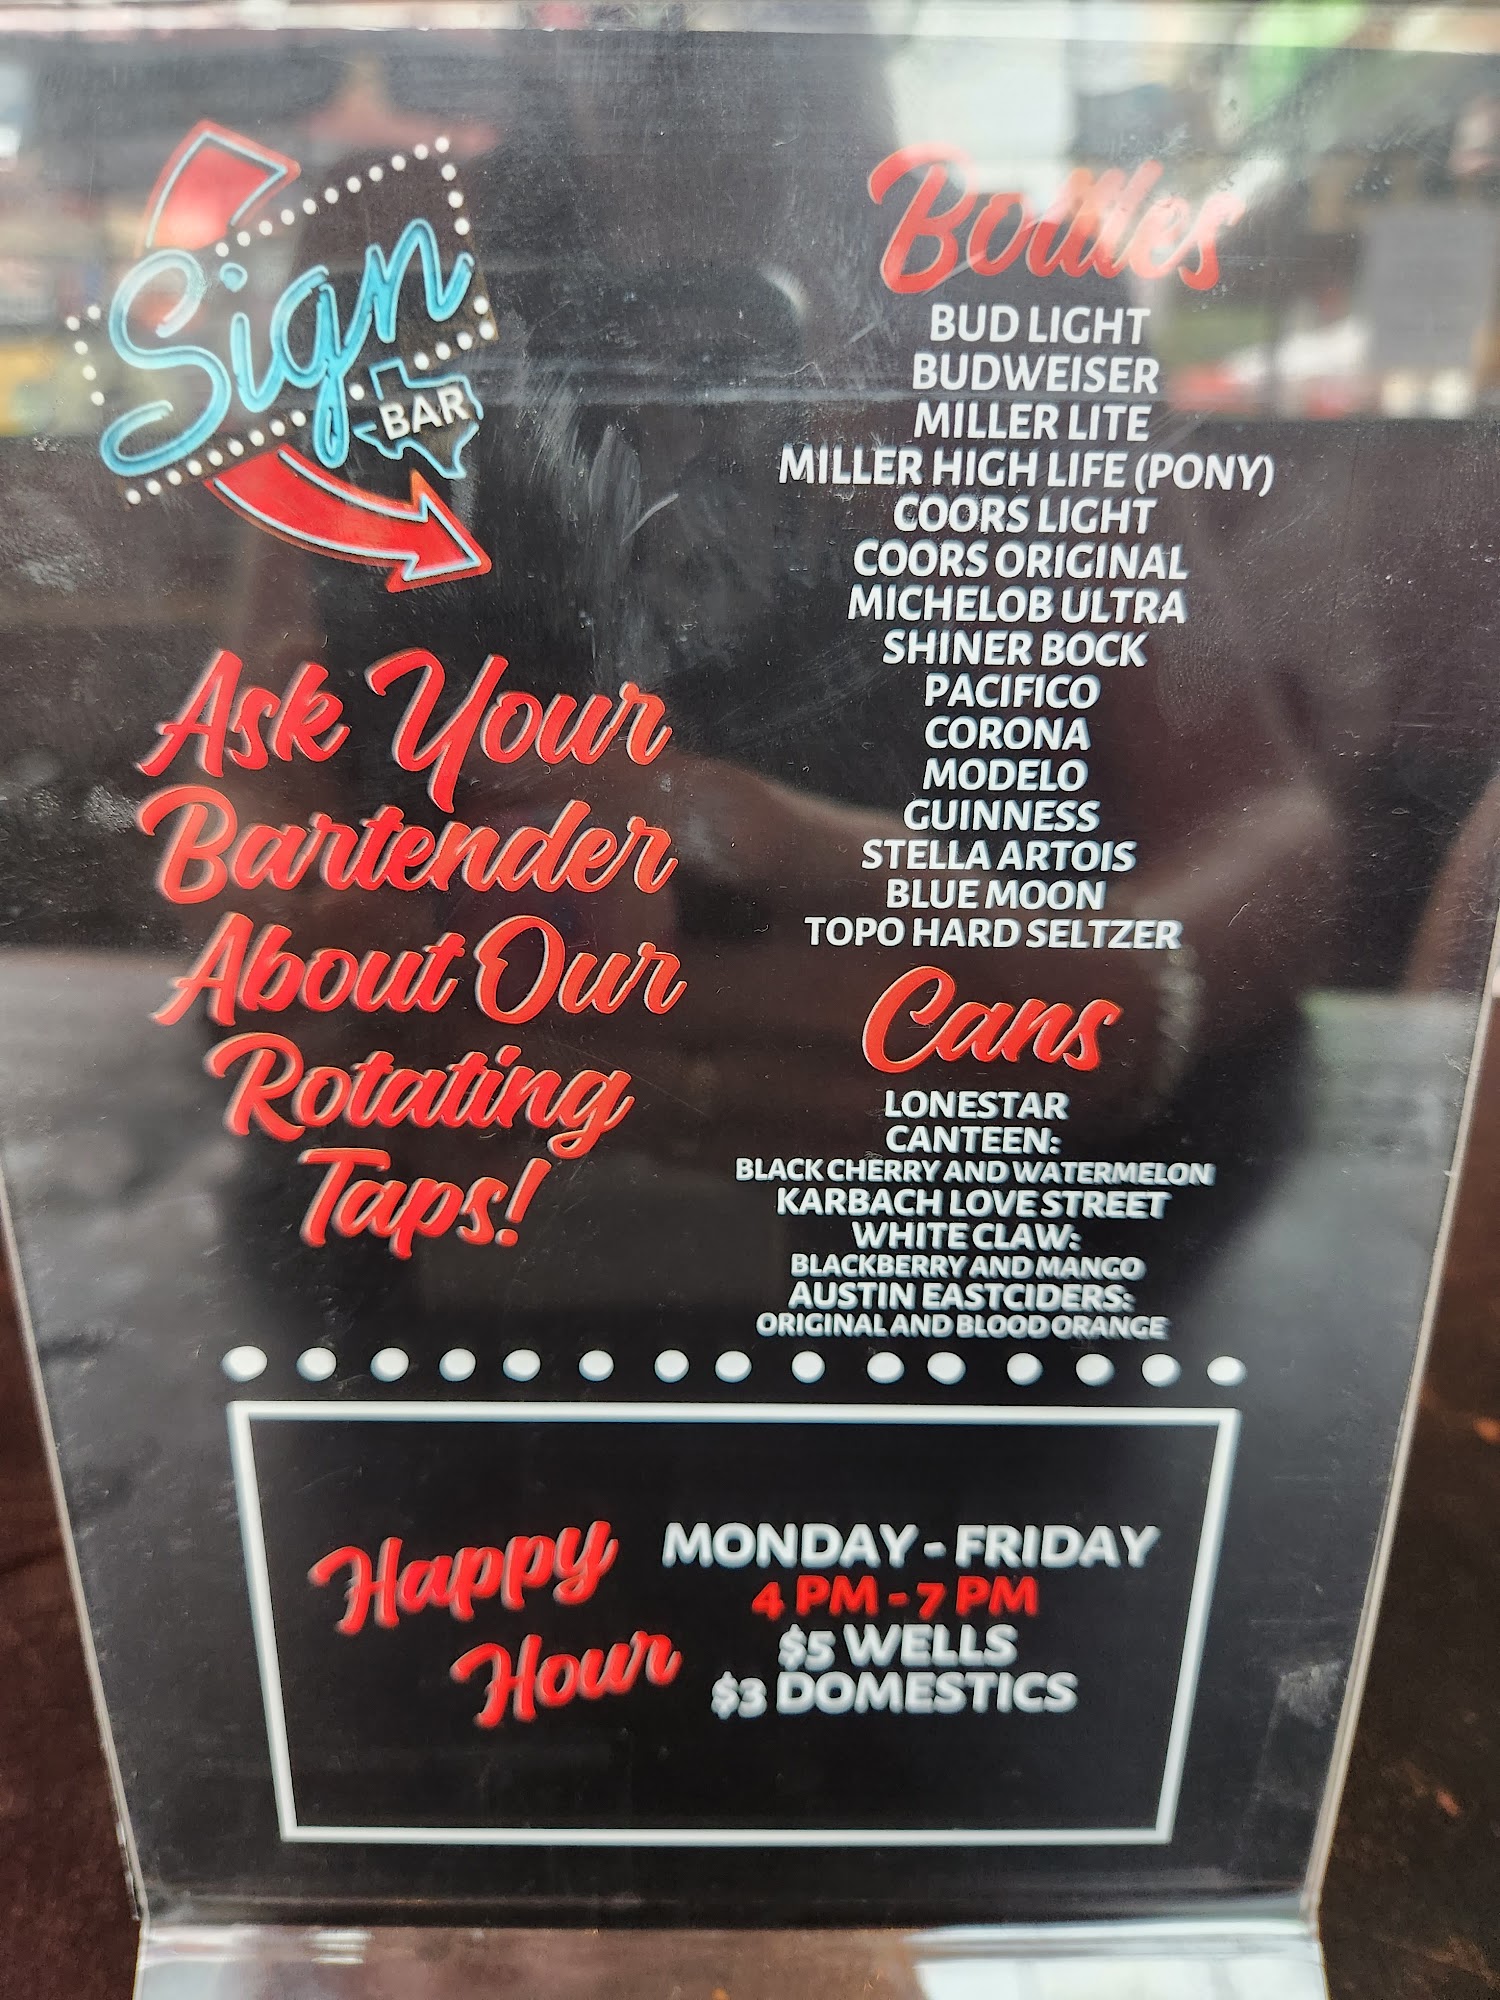 Sign
BAR
Ask Your
Bartender
About Our
Rotating
Taps!
Bottles
BUD LIGHT
BUDWEISER
MILLER LITE
MILLER HIGH LIFE (PONY)
COORS LIGHT
COORS ORIGINAL
MICHELOB ULTRA
SHINER BOCK
PACIFICO
CORONA
MODELO
GUINNESS
STELLA ARTOIS
BLUE MOON
TOPO HARD SELTZER
Cans
LONESTAR
CANTEEN:
BLACK CHERRY AND WATERMELON
KARBACH LOVE STREET
WHITE CLAW:
BLACKBERRY AND MANGO
AUSTIN EASTCIDERS:
ORIGINAL AND BLOOD ORANGE
Happy
Hour
MONDAY - FRIDAY
4 PM - 7 PM
$5 WELLS
$3 DOMESTICS